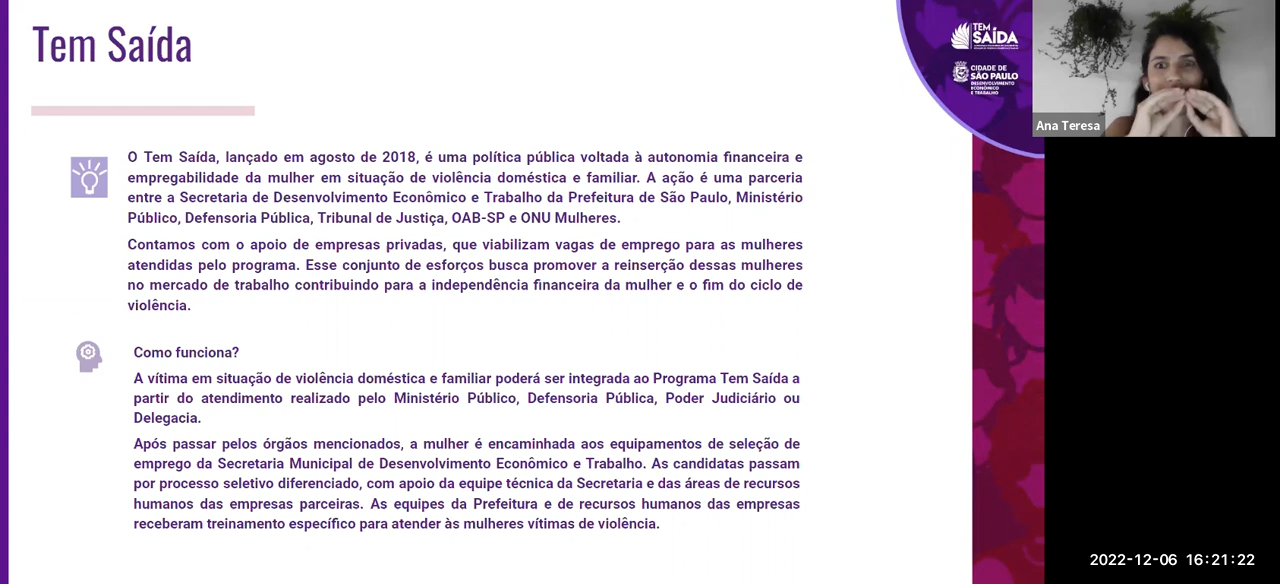 Tem Saída
TEM
SAÍDA
CIDADE DE
SÃO PAULO
DESENVOLVIMENTO
ECONÔMICO
E TRABALHO
Ana Teresa
O Tem Saída, lançado em agosto de 2018, é uma política pública voltada à autonomia financeira e
empregabilidade da mulher em situação de violência doméstica e familiar. A ação é uma parceria
entre a Secretaria de Desenvolvimento Econômico e Trabalho da Prefeitura de São Paulo, Ministério
Público, Defensoria Pública, Tribunal de Justiça, OAB-SP e ONU Mulheres.
Contamos com o apoio de empresas privadas, que viabilizam vagas de emprego para as mulheres
atendidas pelo programa. Esse conjunto de esforços busca promover a reinserção dessas mulheres
no mercado de trabalho contribuindo para a independência financeira da mulher e o fim do ciclo de
violência.
Como funciona?
A vítima em situação de violência doméstica e familiar poderá ser integrada ao Programa Tem Saída a
partir do atendimento realizado pelo Ministério Público, Defensoria Pública, Poder Judiciário ou
Delegacia.
Após passar pelos órgãos mencionados, a mulher é encaminhada aos equipamentos de seleção de
emprego da Secretaria Municipal de Desenvolvimento Econômico e Trabalho. As candidatas passam
por processo seletivo diferenciado, com apoio da equipe técnica da Secretaria e das áreas de recursos
humanos das empresas parceiras. As equipes da Prefeitura e de recursos humanos das empresas
receberam treinamento específico para atender às mulheres vítimas de violência.
2022-12-06 16:21:22